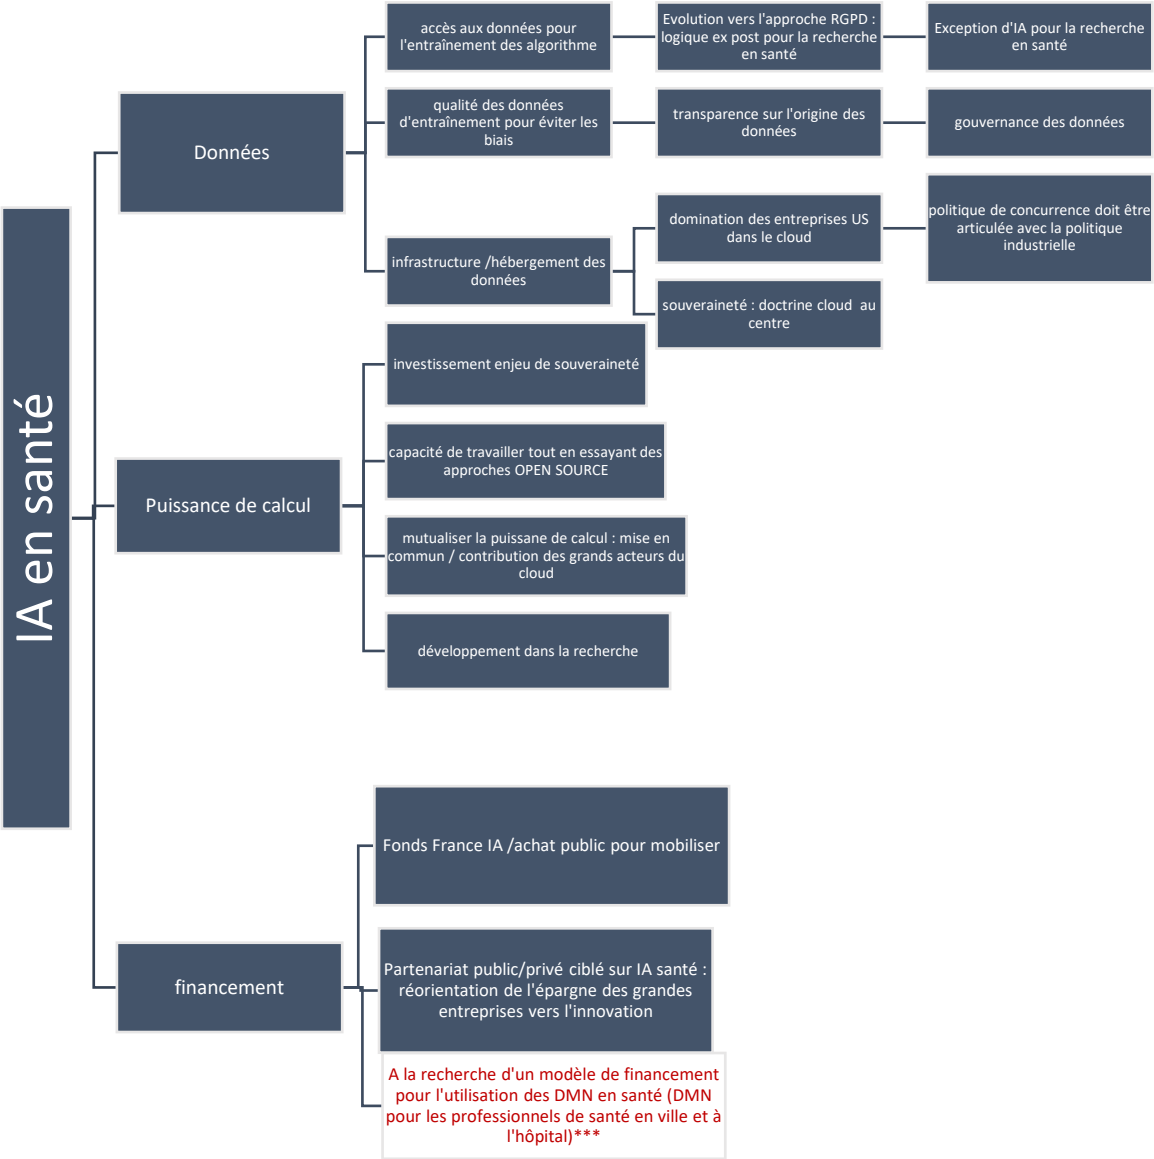 IA en santé
Données
accès aux données pour
l'entraînement des algorithme
Evolution vers l'approche RGPD :
logique ex post pour la recherche
en santé
Exception d'IA pour la recherche
en santé
qualité des données
d'entraînement pour éviter les
biais
transparence sur l'origine des
données
gouvernance des données
infrastructure /hébergement des
données
domination des entreprises US
dans le cloud
politique de concurrence doit être
articulée avec la politique
industrielle
souveraineté : doctrine cloud au
centre
Puissance de calcul
investissement enjeu de souveraineté
capacité de travailler tout en essayant des
approches OPEN SOURCE
mutualiser la puissane de calcul : mise en
commun / contribution des grands acteurs du
cloud
développement dans la recherche
financement
Fonds France IA /achat public pour mobiliser
Partenariat public/privé ciblé sur IA santé :
réorientation de l'épargne des grandes
entreprises vers l'innovation
A la recherche d'un modèle de financement
pour l'utilisation des DMN en santé (DMN
pour les professionnels de santé en ville et à
l'hôpital)***